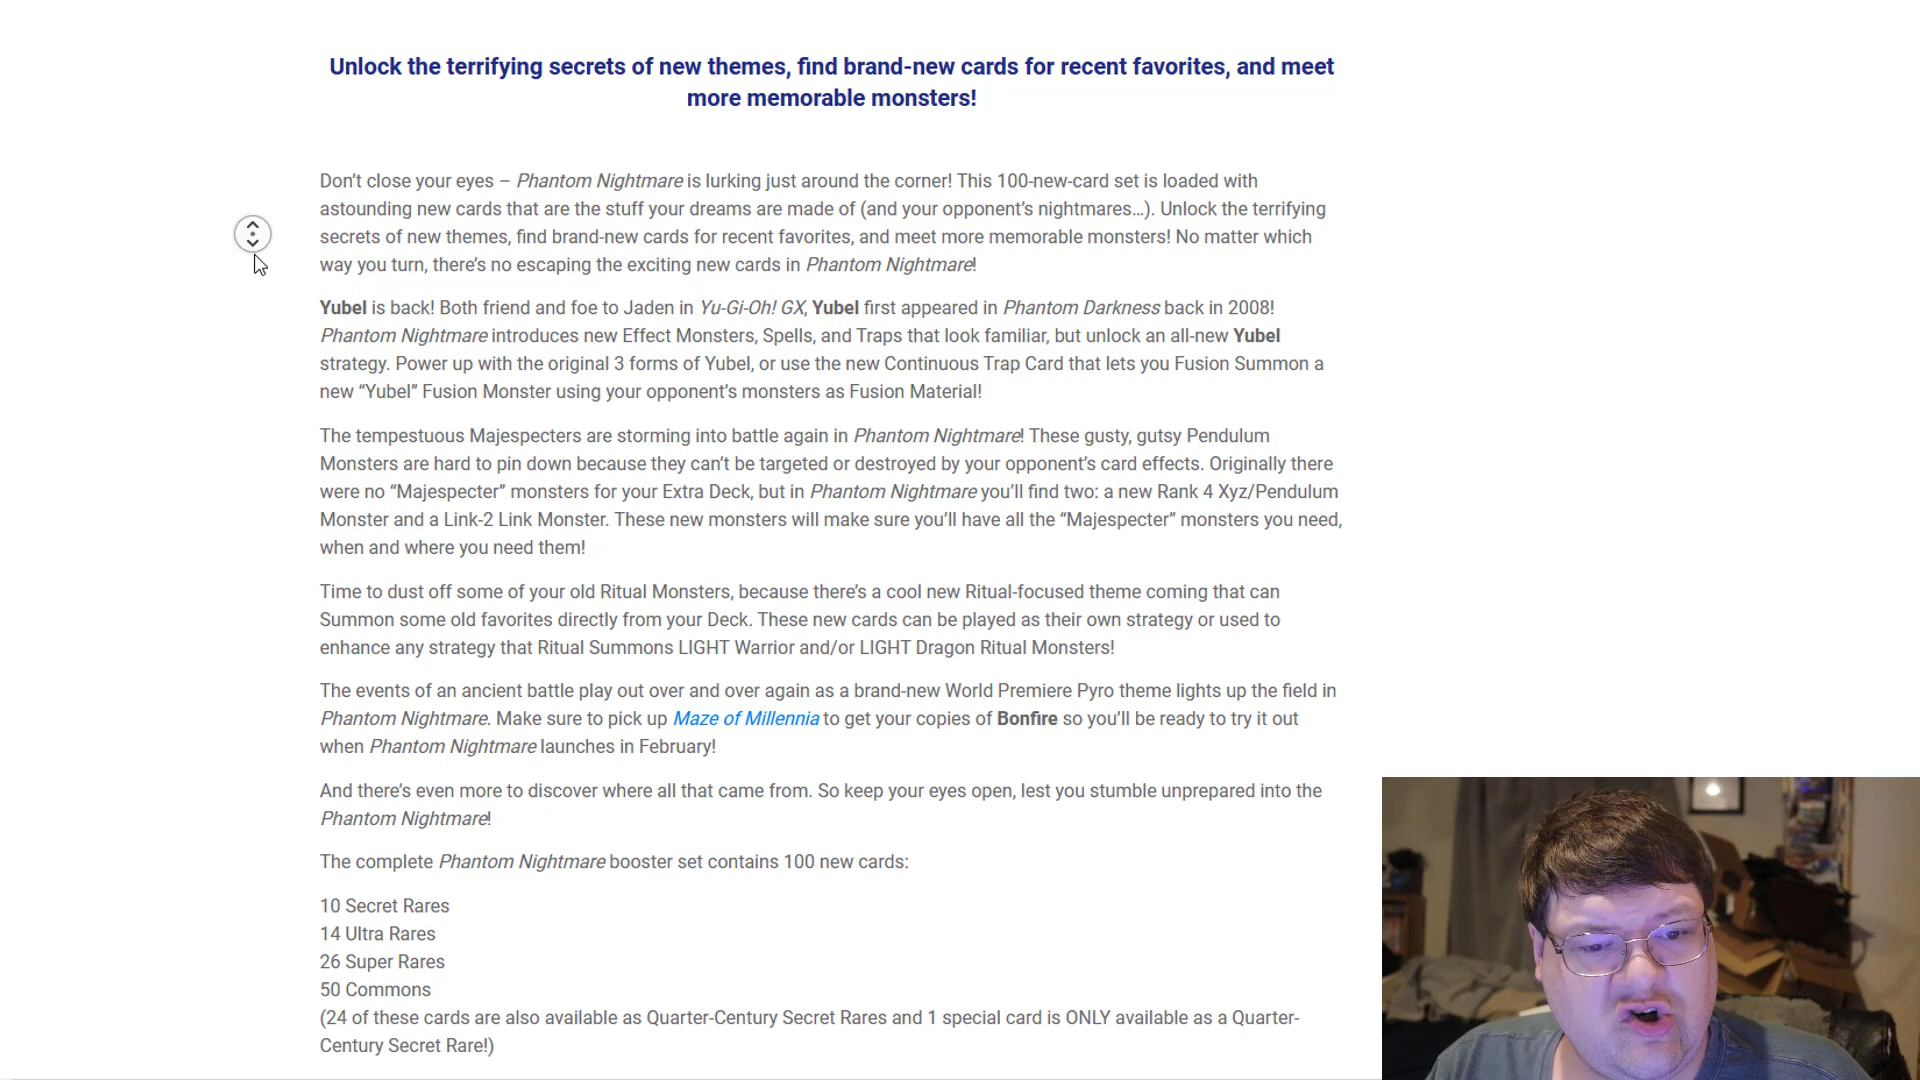 Unlock the terrifying secrets of new themes, find brand-new cards for recent favorites, and meet
more memorable monsters!
Don’t close your eyes – Phantom Nightmare is lurking just around the corner! This 100-new-card set is loaded with
astounding new cards that are the stuff your dreams are made of (and your opponent’s nightmares…). Unlock the terrifying
secrets of new themes, find brand-new cards for recent favorites, and meet more memorable monsters! No matter which
way you turn, there’s no escaping the exciting new cards in Phantom Nightmare!
Yubel is back! Both friend and foe to Jaden in Yu-Gi-Oh! GX, Yubel first appeared in Phantom Darkness back in 2008!
Phantom Nightmare introduces new Effect Monsters, Spells, and Traps that look familiar, but unlock an all-new Yubel
strategy. Power up with the original 3 forms of Yubel, or use the new Continuous Trap Card that lets you Fusion Summon a
new “Yubel” Fusion Monster using your opponent’s monsters as Fusion Material!
The tempestuous Majespecters are storming into battle again in Phantom Nightmare! These gusty, gutsy Pendulum
Monsters are hard to pin down because they can’t be targeted or destroyed by your opponent’s card effects. Originally there
were no “Majespecter” monsters for your Extra Deck, but in Phantom Nightmare you’ll find two: a new Rank 4 Xyz/Pendulum
Monster and a Link-2 Link Monster. These new monsters will make sure you’ll have all the “Majespecter” monsters you need,
when and where you need them!
Time to dust off some of your old Ritual Monsters, because there’s a cool new Ritual-focused theme coming that can
Summon some old favorites directly from your Deck. These new cards can be played as their own strategy or used to
enhance any strategy that Ritual Summons LIGHT Warrior and/or LIGHT Dragon Ritual Monsters!
The events of an ancient battle play out over and over again as a brand-new World Premiere Pyro theme lights up the field in
Phantom Nightmare. Make sure to pick up Maze of Millennia to get your copies of Bonfire so you’ll be ready to try it out
when Phantom Nightmare launches in February!
And there’s even more to discover where all that came from. So keep your eyes open, lest you stumble unprepared into the
Phantom Nightmare!
The complete Phantom Nightmare booster set contains 100 new cards:
10 Secret Rares
14 Ultra Rares
26 Super Rares
50 Commons
(24 of these cards are also available as Quarter-Century Secret Rares and 1 special card is ONLY available as a Quarter-
Century Secret Rare!)